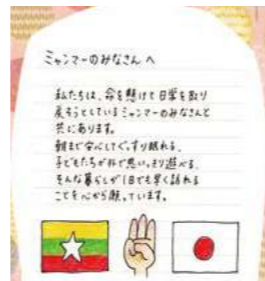 ミャンマーのみなさんへ
私たちは、命を懸けて日常を取り
戻そうとしているミャンマーのみなさんと
共にあります。
朝まで安心してぐっすり眠れる、
子どもたちが外で思いっきり遊べる、
そんな暮らしが1日でも早く訪れる
ことを心から願っています。